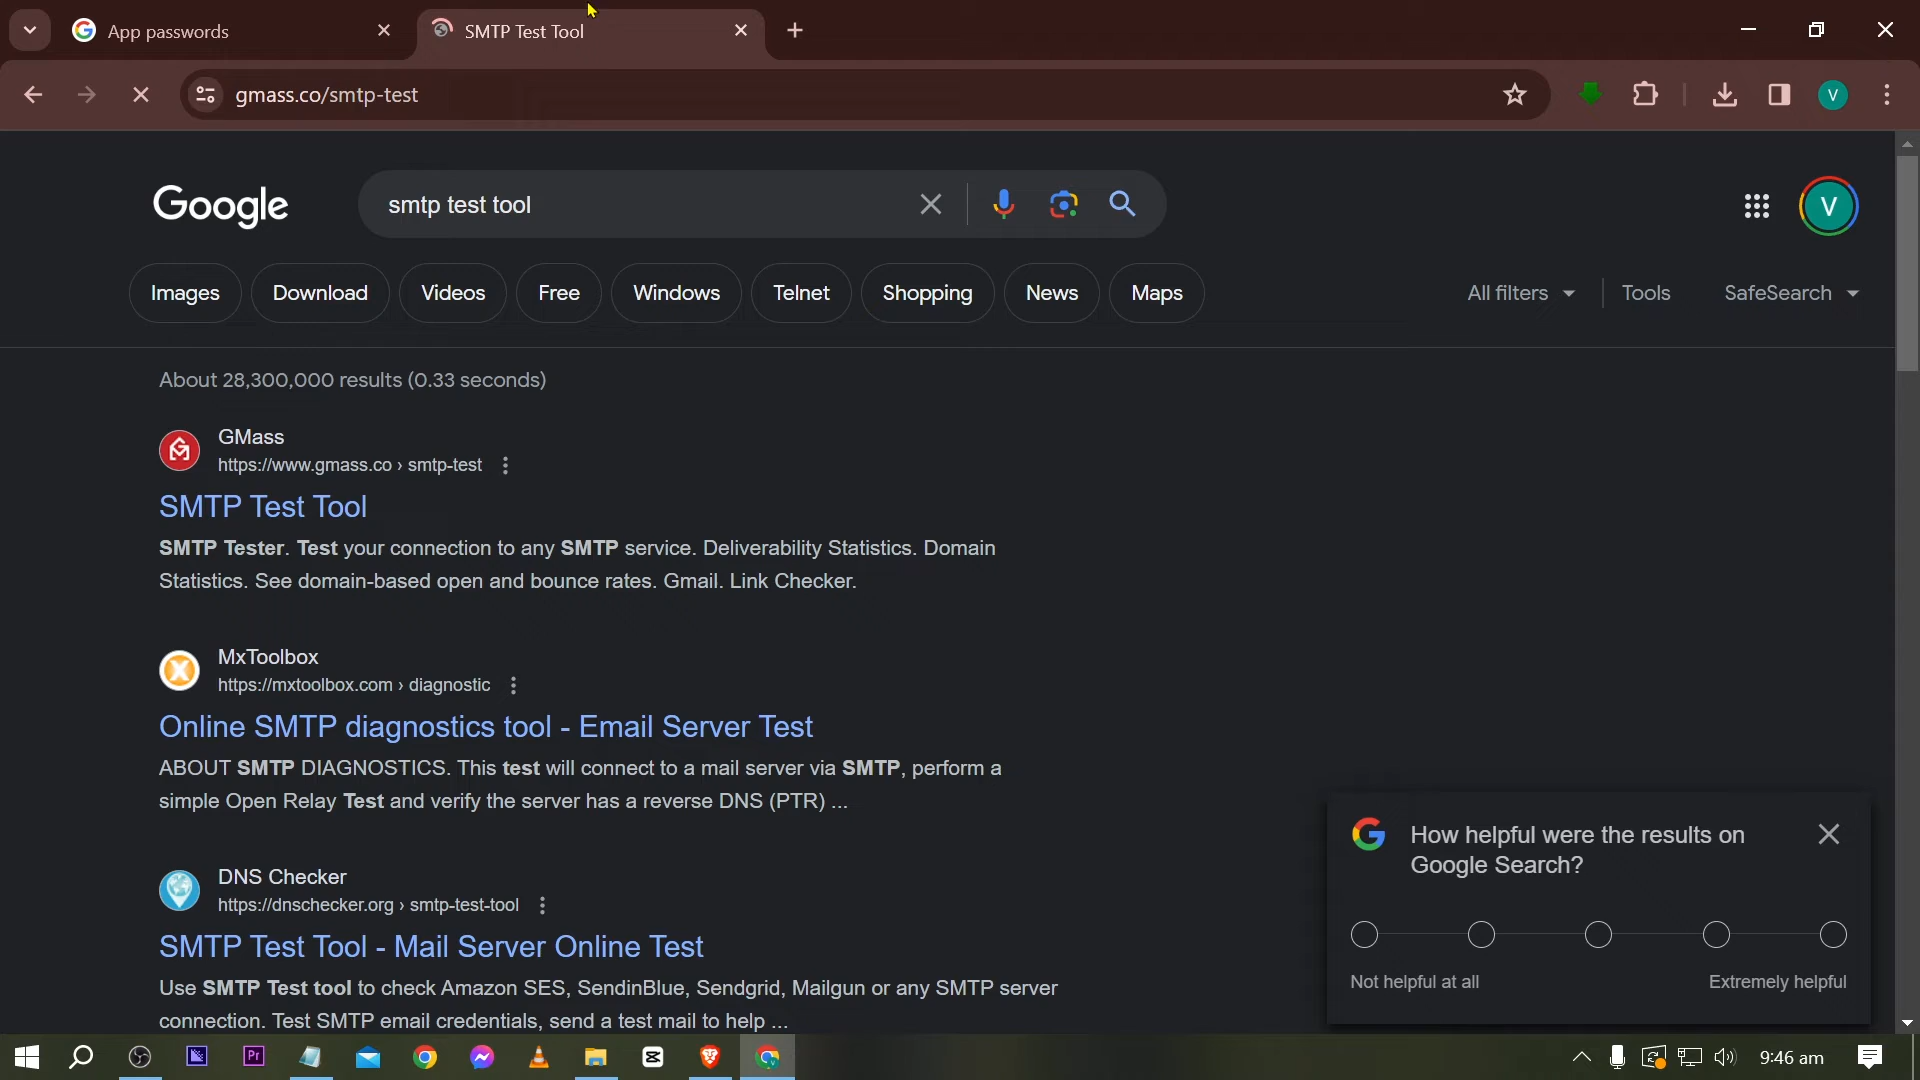 App passwords
SMTP Test Tool
gmass.co/smtp-test
V
Google
smtp test tool
V
Images
Download
Videos
Free
Windows
Telnet
Shopping
News
Maps
All filters
Tools
SafeSearch
About 28,300,000 results (0.33 seconds)
GMass
https://www.gmass.co › smtp-test
SMTP Test Tool
SMTP Tester. Test your connection to any SMTP service. Deliverability Statistics. Domain
Statistics. See domain-based open and bounce rates. Gmail. Link Checker.
MxToolbox
https://mxtoolbox.com › diagnostic
Online SMTP diagnostics tool - Email Server Test
ABOUT SMTP DIAGNOSTICS. This test will connect to a mail server via SMTP, perform a
simple Open Relay Test and verify the server has a reverse DNS (PTR) ...
DNS Checker
https://dnschecker.org › smtp-test-tool
SMTP Test Tool - Mail Server Online Test
Use SMTP Test tool to check Amazon SES, SendinBlue, Sendgrid, Mailgun or any SMTP server
connection. Test SMTP email credentials, send a test mail to help ...
How helpful were the results on
Google Search?
Not helpful at all
Extremely helpful
Pr
9:46 am